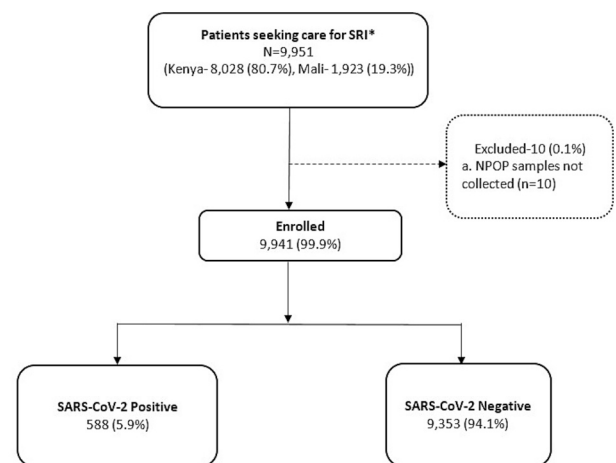 Patients seeking care for SRI*
N=9,951
(Kenya- 8,028 (80.7%), Mali- 1,923 (19.3%))
Excluded-10 (0.1%)
a. NPOP samples not
collected (n=10)
Enrolled
9,941 (99.9%)
SARS-CoV-2 Positive
588 (5.9%)
SARS-CoV-2 Negative
9,353 (94.1%)